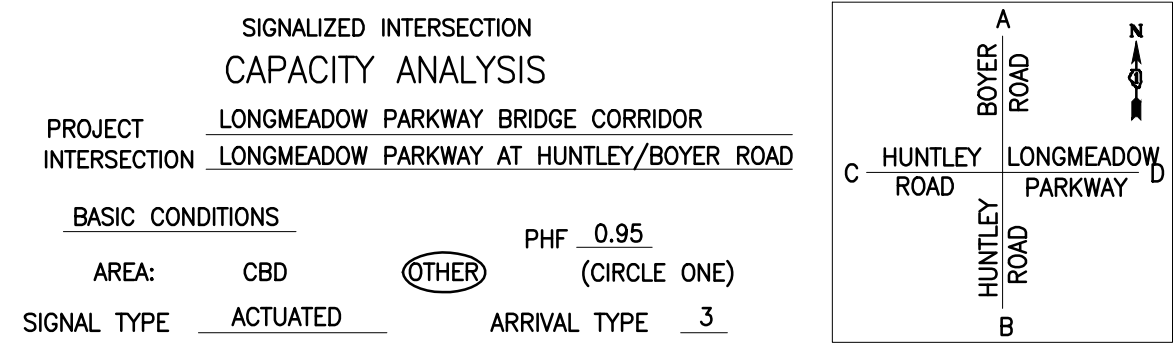 SIGNALIZED INTERSECTION
CAPACITY ANALYSIS
PROJECT LONGMEADOW PARKWAY BRIDGE CORRIDOR
INTERSECTION LONGMEADOW PARKWAY AT HUNTLEY/BOYER ROAD
BASIC CONDITIONS
PHF 0.95
AREA: CBD OTHER (CIRCLE ONE)
SIGNAL TYPE ACTUATED ARRIVAL TYPE 3
A
N
BOYER
ROAD
C HUNTLEY
ROAD
LONGMEADOW
PARKWAY D
HUNTLEY
ROAD
B